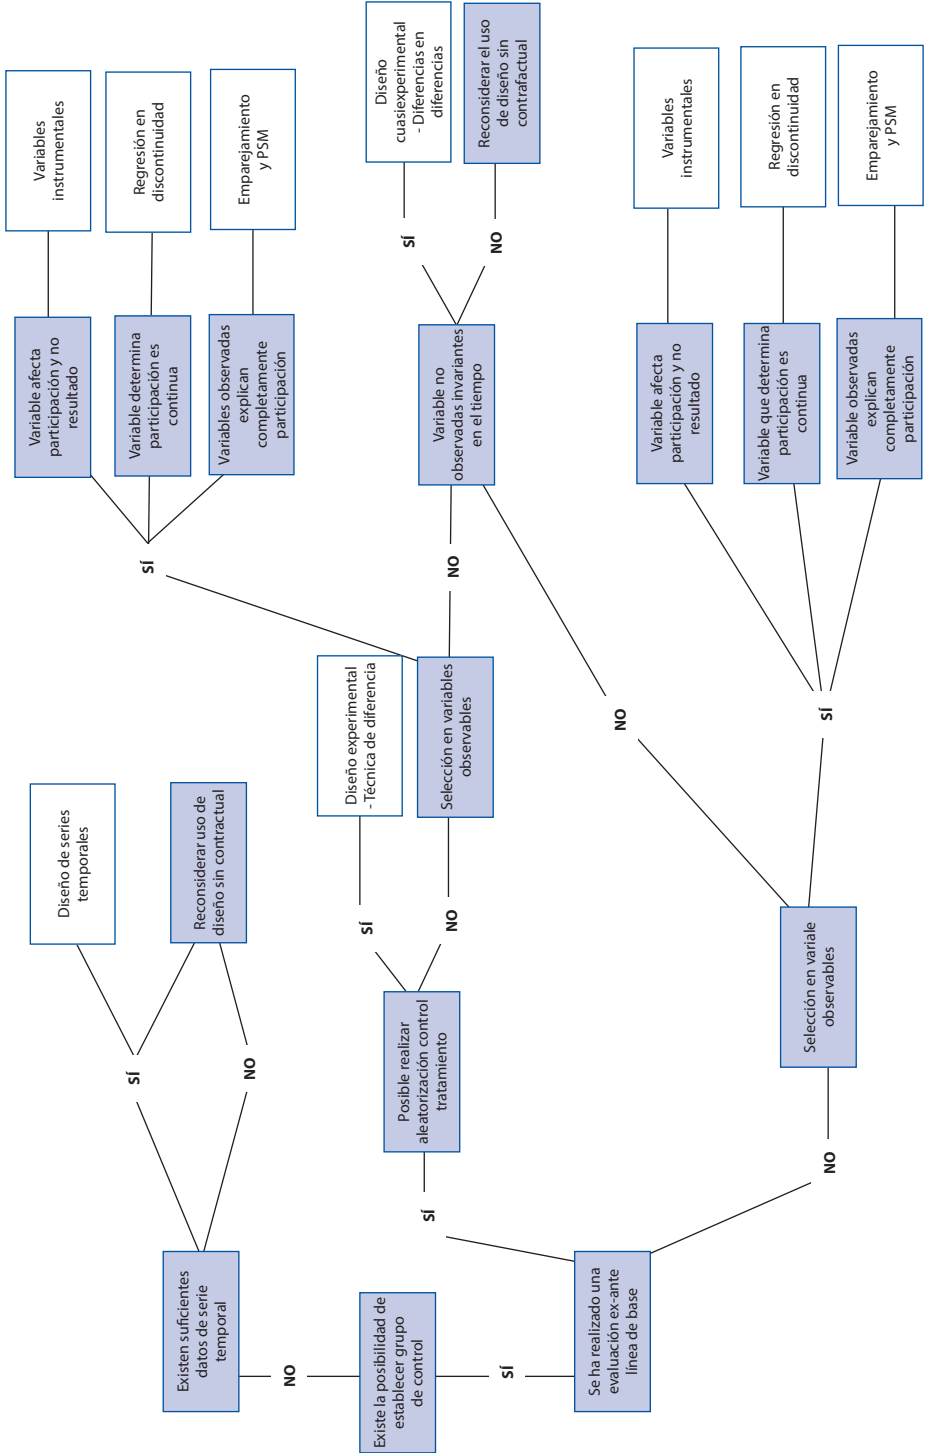 Existe la posibilidad de
establecer grupo
de control
NO
SÍ
Existen suficientes
datos de serie
temporal
SÍ
NO
Diseño de series
temporales
Reconsiderar uso de
diseño sin contractual
Se ha realizado una
evaluación ex-ante
línea de base
SÍ
NO
Posible realizar
aleatorización control
tratamiento
SÍ
NO
Diseño experimental
- Técnica de diferencia
Selección en variables
observables
SÍ
NO
Variable afecta
participación y no
resultado
Variable determina
participación es
continua
Variables observadas
explican
completamente
participación
Variables
instrumentales
Regresión en
discontinuidad
Emparejamiento
y PSM
Variable no
observadas invariantes
en el tiempo
SÍ
NO
Diseño
cuasiexperimental
- Diferencias en
diferencias
Reconsiderar el uso
de diseño sin
contrafactual
Selección en variale
observables
NO
SÍ
Variable afecta
participación y no
resultado
Variable que determina
participación es
continua
Variable observadas
explican
completamente
participación
Variables
instrumentales
Regresión en
discontinuidad
Emparejamiento
y PSM